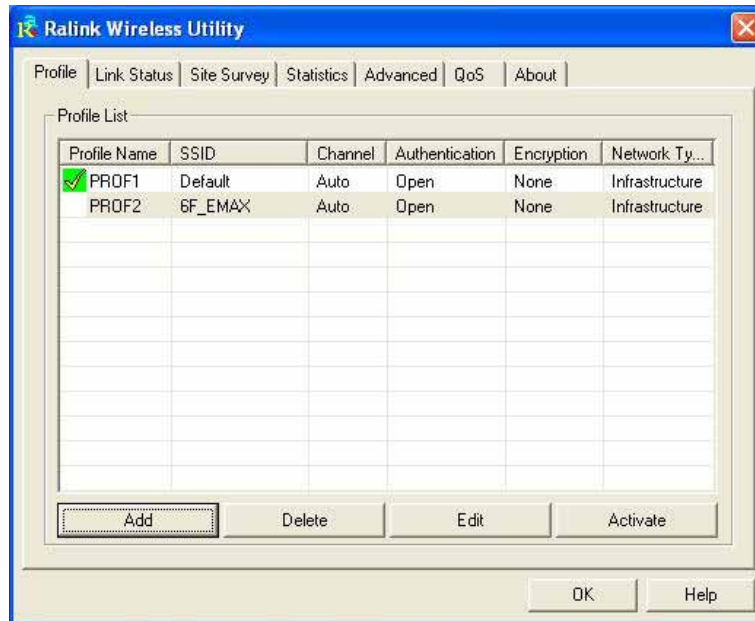 Ralink Wireless Utility
Profile Link Status Site Survey Statistics Advanced QoS About
Profile List
Profile Name SSID Channel Authentication Encryption Network Ty...
PROF1 Default Auto Open None Infrastructure
PROF2 6F_EMAX Auto Open None Infrastructure
Add Delete Edit Activate
OK Help